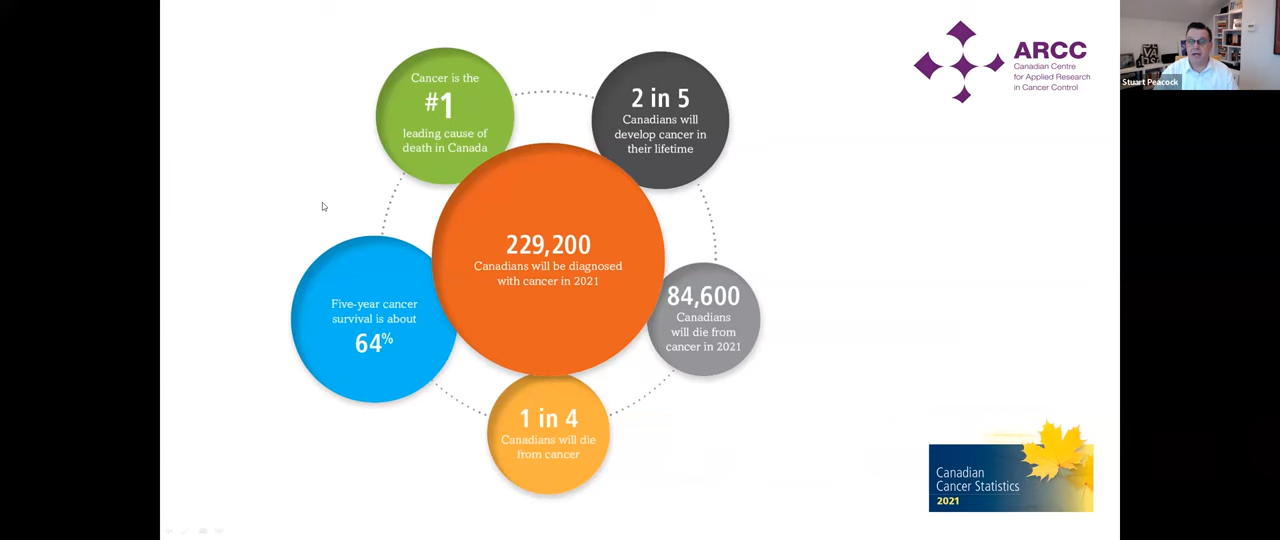 Cancer is the
#1
leading cause of
death in Canada
2 in 5
Canadians will
develop cancer in
their lifetime
229,200
Canadians will be diagnosed
with cancer in 2021
84,600
Canadians
will die from
cancer in 2021
Five-year cancer
survival is about
64%
1 in 4
Canadians will die
from cancer
ARCC
Canadian Centre
for Applied Research
in Cancer Control
Stuart Peacock
Canadian
Cancer Statistics
2021